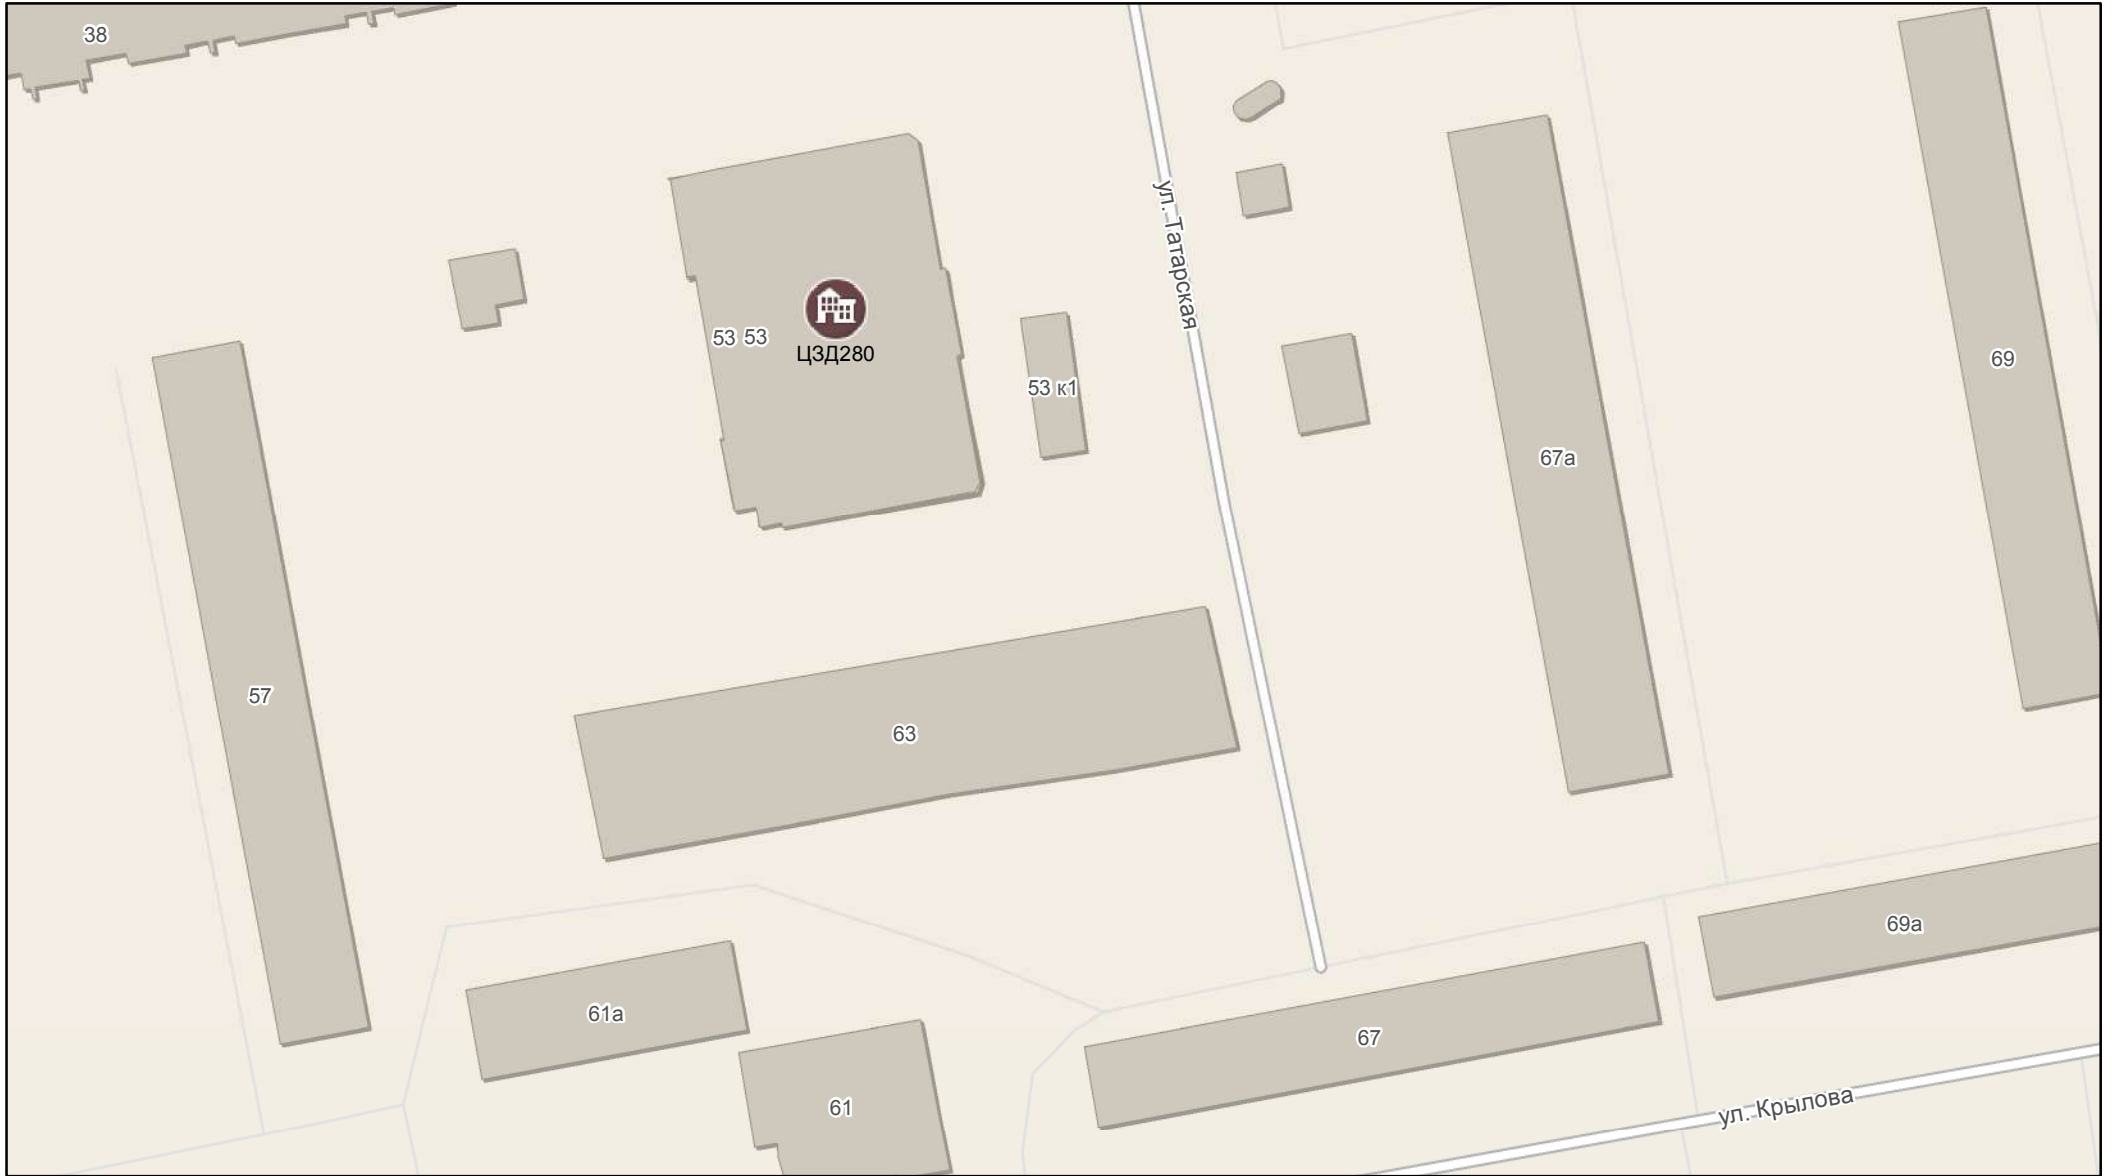 38
ул. Татарская
53 53
ЦЗД280
53 к1
69
67а
57
63
69а
61а
67
61
ул. Крылова